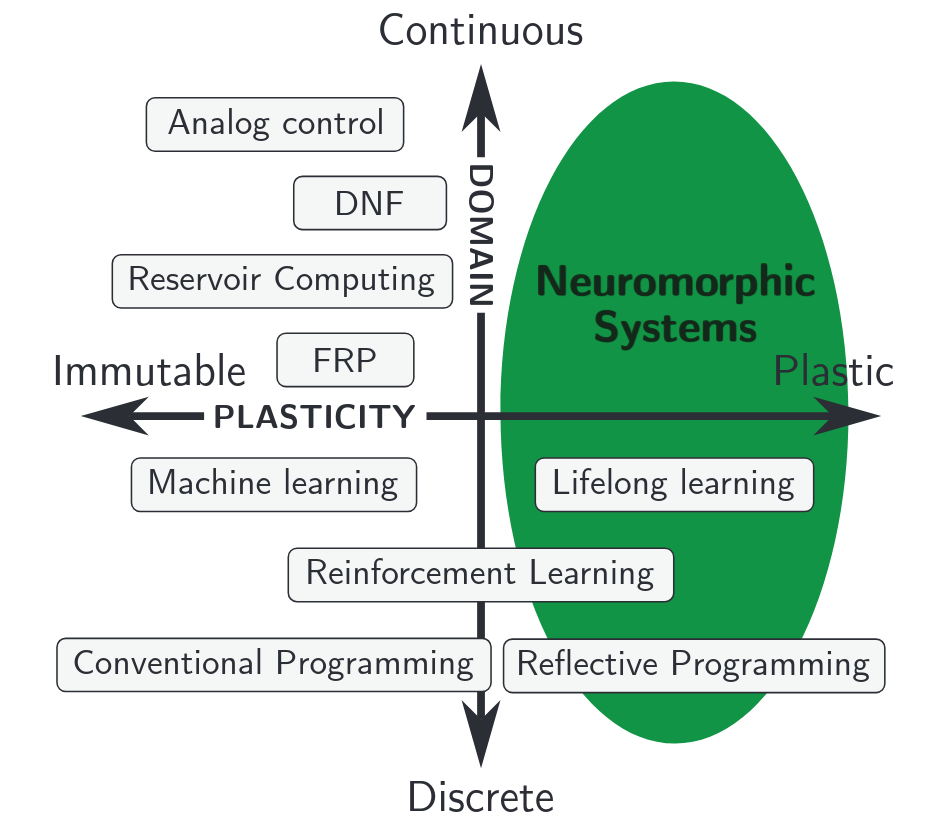 Continuous
Analog control
DNF
DOMAIN
Reservoir Computing
Neuromorphic
Systems
FRP
Immutable
Plastic
PLASTICITY
Machine learning
Lifelong learning
Reinforcement Learning
Conventional Programming
Reflective Programming
Discrete